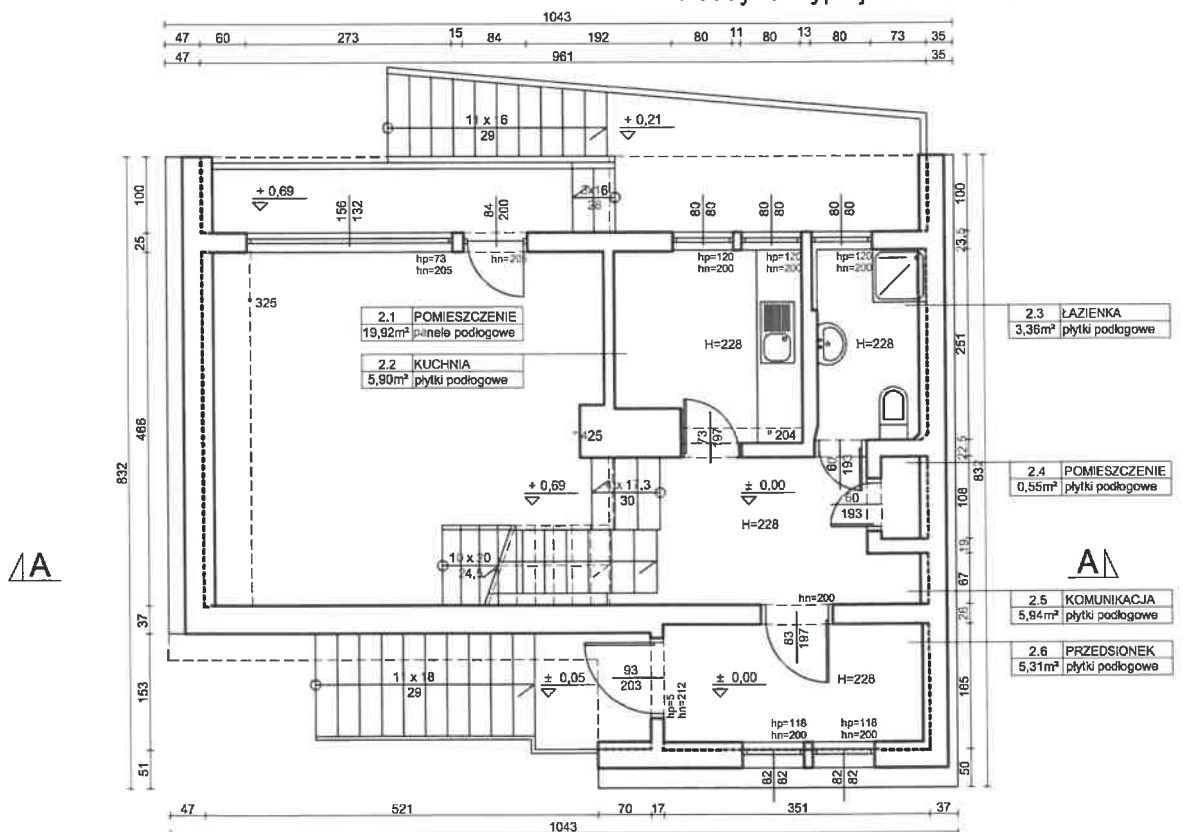 1043
47 60 273 15 84 192 80 11 80 13 80 73 35
47 961 35
11 x 16
29
+ 0,21
+ 0,69
156
132
84
200
80
80
80
80
80
80
100
25
466
832
37
153
51
100
23,5
251
22,5
108
19
67
26
165
50
832
hp=73
hn=205
hp=120
hn=200
hp=120
hn=200
hp=120
hn=200
325
2.1 POMIESZCZENIE
19,92m² panele podłogowe
2.2 KUCHNIA
5,90m² płytki podłogowe
H=228
H=228
2.3 ŁAZIENKA
3,36m² płytki podłogowe
425
73
197
204
60
193
60
193
2.4 POMIESZCZENIE
0,55m² płytki podłogowe
+ 0,69
30
± 0,00
H=228
10 x 20
A
A
hn=200
2.5 KOMUNIKACJA
5,94m² płytki podłogowe
83
197
2.6 PRZEDSIONEK
5,31m² płytki podłogowe
11 x 18
29
± 0,05
93
203
hp=5
hn=212
± 0,00
H=228
hp=118
hn=200
hp=118
hn=200
82
82
82
82
47 521 70 17 351 37
1043